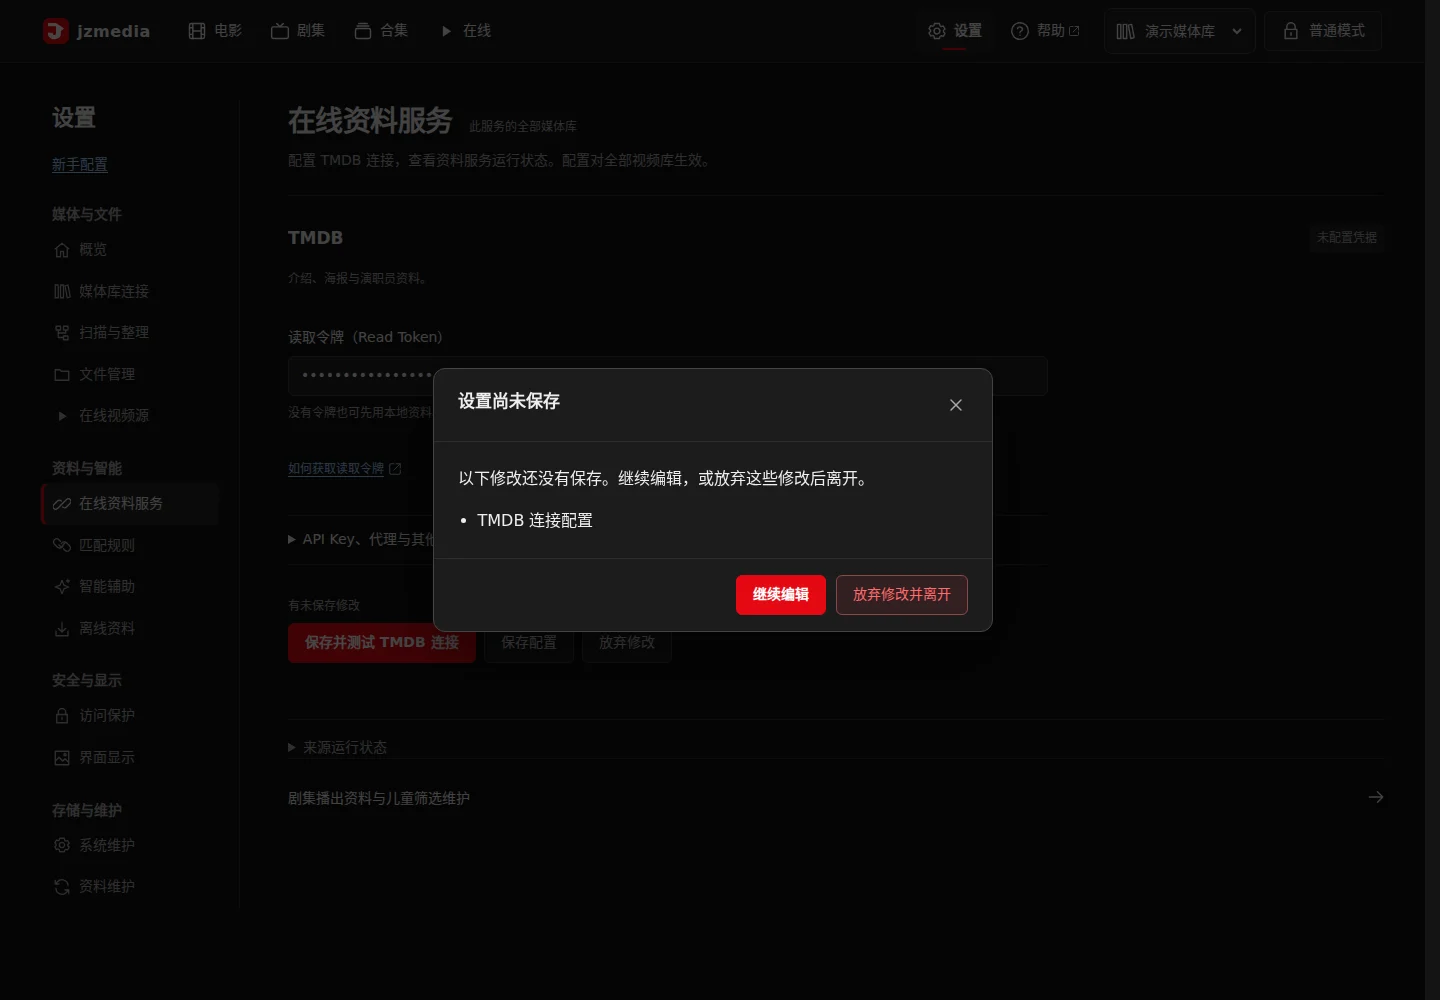 jzmedia
电影
剧集
合集
在线
设置
帮助
演示媒体库
普通模式
设置
新手配置
媒体与文件
概览
媒体库连接
扫描与整理
文件管理
在线视频源
资料与智能
在线资料服务
匹配规则
智能辅助
离线资料
安全与显示
访问保护
界面显示
存储与维护
系统维护
资料维护
在线资料服务 此服务的全部媒体库
配置 TMDB 连接，查看资料服务运行状态。配置对全部视频库生效。
TMDB
未配置凭据
介绍、海报与演职员资料。
读取令牌（Read Token）
••••••••••••••••
没有令牌也可先用本地资料
如何获取读取令牌
API Key、代理与其他
有未保存修改
保存并测试 TMDB 连接
保存配置
放弃修改
来源运行状态
剧集播出资料与儿童筛选维护
设置尚未保存
以下修改还没有保存。继续编辑，或放弃这些修改后离开。
• TMDB 连接配置
继续编辑
放弃修改并离开